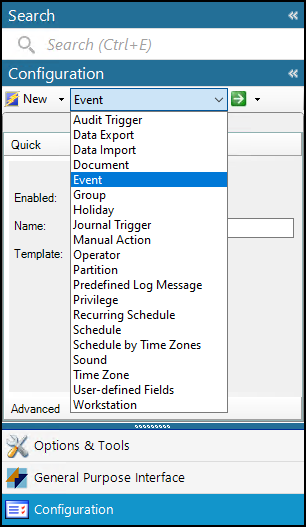 Search
Search (Ctrl+E)
Configuration
New Event
Audit Trigger
Data Export
Data Import
Document
Event
Group
Holiday
Journal Trigger
Manual Action
Operator
Partition
Predefined Log Message
Privilege
Recurring Schedule
Schedule
Schedule by Time Zones
Sound
Time Zone
User-defined Fields
Workstation
Quick
Enabled:
Name:
Template:
Advanced
Options & Tools
General Purpose Interface
Configuration